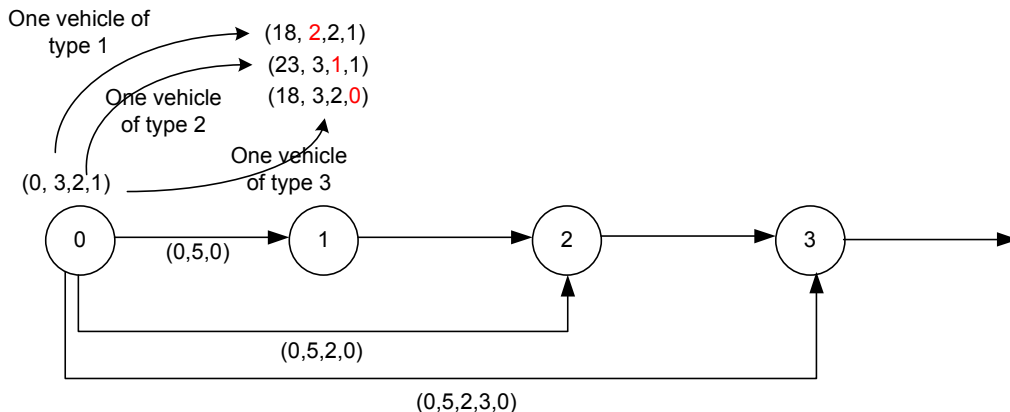 One vehicle of
type 1
(18, 2,2,1)
(23, 3,1,1)
(18, 3,2,0)
One vehicle
of type 2
One vehicle
of type 3
(0, 3,2,1)
0
1
2
3
(0,5,0)
(0,5,2,0)
(0,5,2,3,0)